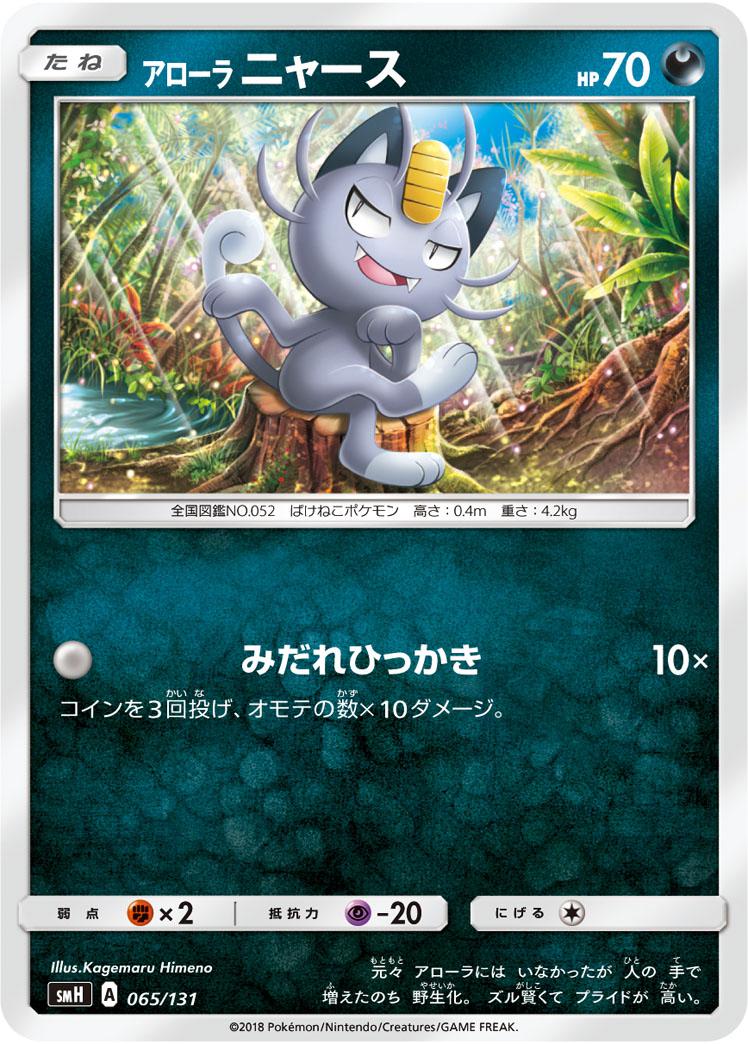 たね アローラ ニャース HP 70
全国図鑑NO.052 ばけねこポケモン 高さ：0.4m 重さ：4.2kg
みだれひっかき 10×
コインを3回投げ、オモテの数×10ダメージ。
弱点 ×2 抵抗力 -20 にげる
Illus.Kagemaru Himeno
SMH A 065/131
元々 アローラには いなかったが 人の 手で
増えたのち 野生化。 ズル賢くて プライドが 高い。
©2018 Pokémon/Nintendo/Creatures/GAME FREAK.